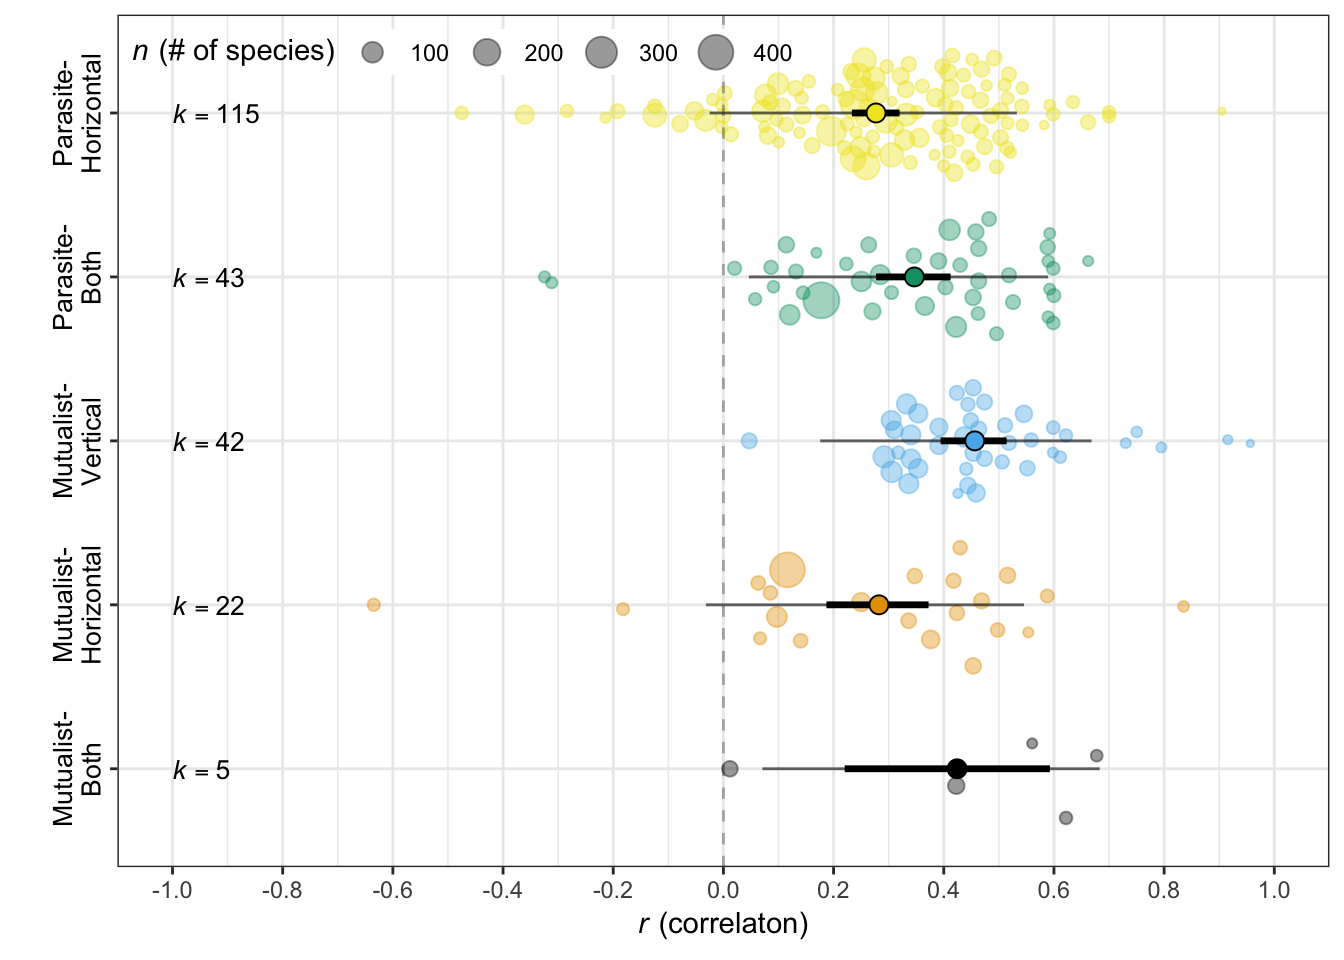 n (# of species) 100 200 300 400
Parasite-
Horizontal
k = 115
Parasite-
Both
k = 43
Mutualist-
Vertical
k = 42
Mutualist-
Horizontal
k = 22
Mutualist-
Both
k = 5
-1.0 -0.8 -0.6 -0.4 -0.2 0.0 0.2 0.4 0.6 0.8 1.0
r (correlaton)